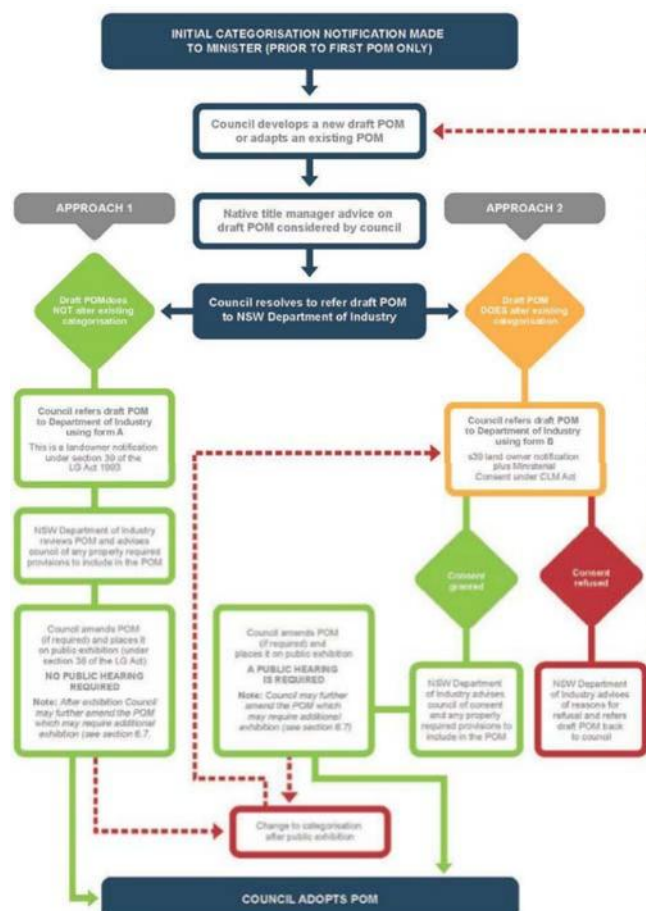 INITIAL CATEGORISATION NOTIFICATION MADE
TO MINISTER (PRIOR TO FIRST POM ONLY)
Council develops a new draft POM
or adapts an existing POM
APPROACH 1
Native title manager advice on
draft POM considered by council
APPROACH 2
Draft POMdoes
NOT alter existing
categorisation
Council resolves to refer draft POM
to NSW Department of Industry
Draft POM
DOES alter existing
categorisation
Council refers draft POM
to Department of Industry
using form A
This is a landowner notification
under section 39 of the
LG Act 1993
Council refers draft POM
to Department of Industry
using form B
s39 land owner notification
plus Ministerial
Consent under CLM Act
NSW Department of Industry
reviews POM and advises
council of any properly required
provisions to include in the POM
Consent
granted
Consent
refused
Council amends POM
(if required) and places it
on public exhibition (under
section 38 of the LG Act)
NO PUBLIC HEARING
REQUIRED
Note: After exhibition Council
may further amend the POM
which may require additional
exhibition (see section 6.7.
Council amends POM
(if required) and
places it on public exhibition
A PUBLIC HEARING
IS REQUIRED
Note: Council may further
amend the POM which
may require additional
exhibition (see section 6.7)
NSW Department
of Industry advises
council of consent
and any properly
required provisions to
include in the POM
NSW Department
of Industry advises
of reasons for
refusal and refers
draft POM back
to council
Change to categorisation
after public exhibition
COUNCIL ADOPTS POM